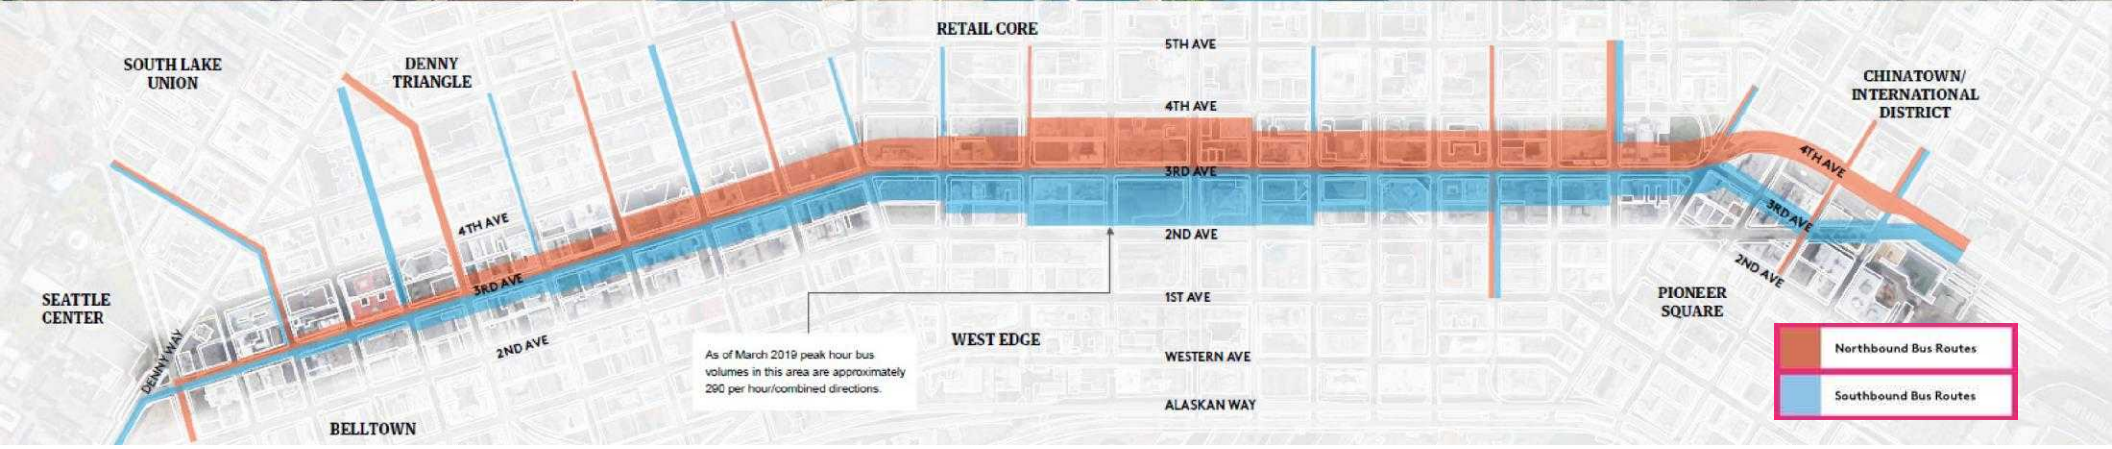 RETAIL CORE
5TH AVE
SOUTH LAKE
UNION
DENNY
TRIANGLE
CHINATOWN/
INTERNATIONAL
DISTRICT
4TH AVE
4TH AVE
3RD AVE
4TH AVE
3RD AVE
2ND AVE
2ND AVE
3RD AVE
SEATTLE
CENTER
1ST AVE
PIONEER
SQUARE
DENNY WAY
2ND AVE
WEST EDGE
As of March 2019 peak hour bus
volumes in this area are approximately
290 per hour/combined directions.
WESTERN AVE
Northbound Bus Routes
Southbound Bus Routes
ALASKAN WAY
BELLTOWN